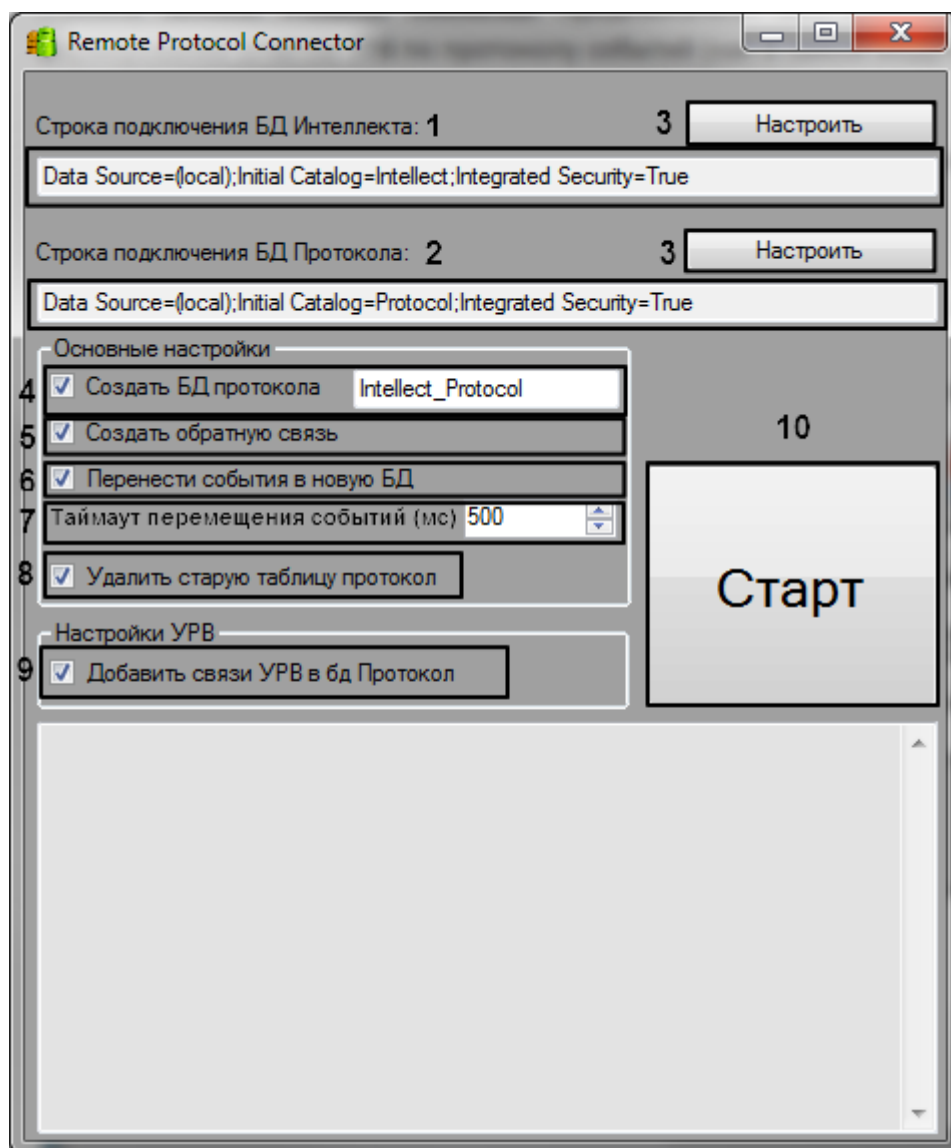 Remote Protocol Connector
Строка подключения БД Интеллекта: 1 3 Настроить
Data Source=(local);Initial Catalog=Intellect;Integrated Security=True
Строка подключения БД Протокола: 2 3 Настроить
Data Source=(local);Initial Catalog=Protocol;Integrated Security=True
Основные настройки
4 Создать БД протокола Intellect_Protocol
5 Создать обратную связь
6 Перенести события в новую БД
7 Таймаут перемещения событий (мс) 500
8 Удалить старую таблицу протокол
Настройки УРВ
9 Добавить связи УРВ в бд Протокол
10
Старт